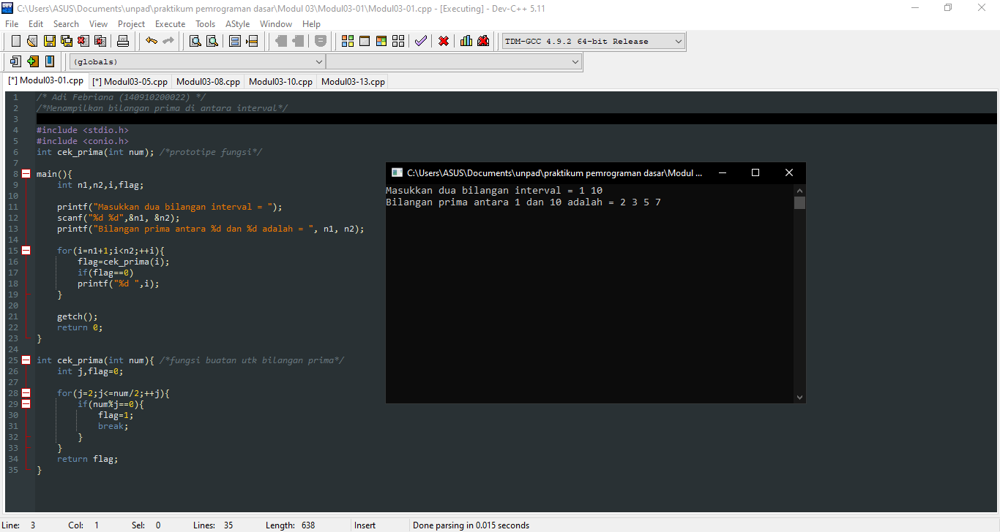 C:\Users\ASUS\Documents\unpad\praktikum pemrograman dasar\Modul 03\Modul03-01\Modul03-01.cpp - [Executing] - Dev-C++ 5.11
File Edit Search View Project Execute Tools AStyle Window Help
TDM-GCC 4.9.2 64-bit Release
(globals)
[*] Modul03-01.cpp [*] Modul03-05.cpp Modul03-08.cpp Modul03-10.cpp Modul03-13.cpp
1 /* Adi Febriana (140910200022) */
2 /*Menampilkan bilangan prima di antara interval*/
3
4 #include <stdio.h>
5 #include <conio.h>
6 int cek_prima(int num); /*prototipe fungsi*/
7
8 main(){
9 int n1,n2,i,flag;
10
11 printf("Masukkan dua bilangan interval = ");
12 scanf("%d %d",&n1, &n2);
13 printf("Bilangan prima antara %d dan %d adalah = ", n1, n2);
14
15 for(i=n1+1;i<n2;++i){
16 flag=cek_prima(i);
17 if(flag==0)
18 printf("%d ",i);
19 }
20
21 getch();
22 return 0;
23 }
24
25 int cek_prima(int num){ /*fungsi buatan utk bilangan prima*/
26 int j,flag=0;
27
28 for(j=2;j<=num/2;++j){
29 if(num%j==0){
30 flag=1;
31 break;
32 }
33 }
34 return flag;
35 }
C:\Users\ASUS\Documents\unpad\praktikum pemrograman dasar\Modul ...
Masukkan dua bilangan interval = 1 10
Bilangan prima antara 1 dan 10 adalah = 2 3 5 7
Line: 3 Col: 1 Sel: 0 Lines: 35 Length: 638 Insert Done parsing in 0.015 seconds